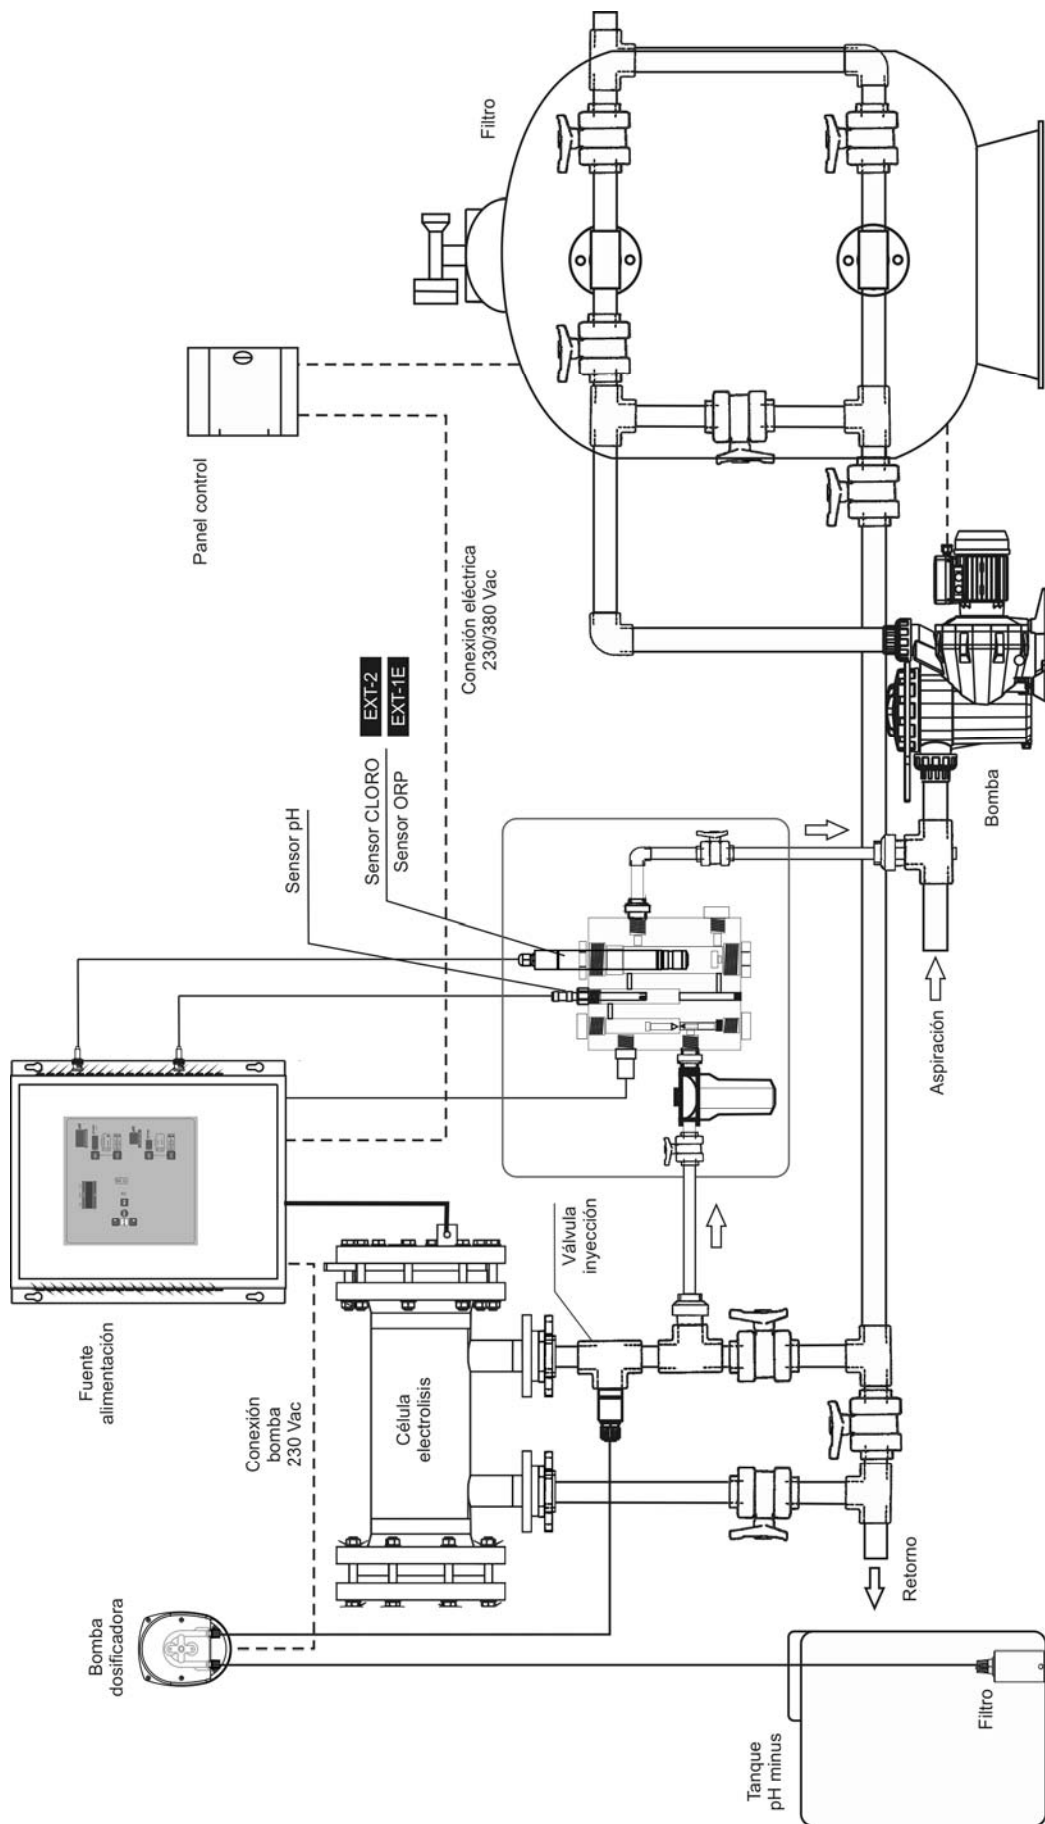 Filtro
Panel control
Conexión eléctrica
230/380 Vac
EXT-2
EXT-1E
Sensor CLORO
Sensor ORP
Sensor pH
Bomba
Aspiración
Válvula
inyección
Fuente
alimentación
Conexión
bomba
230 Vac
Célula
electrolisis
Retorno
Bomba
dosificadora
Filtro
Tanque
pH minus